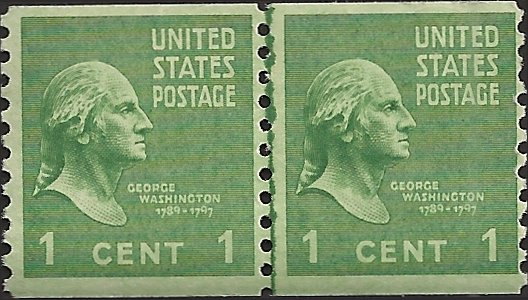 UNITED
STATES
POSTAGE
GEORGE
WASHINGTON
1789-1797
1 CENT 1
UNITED
STATES
POSTAGE
GEORGE
WASHINGTON
1789-1797
1 CENT 1